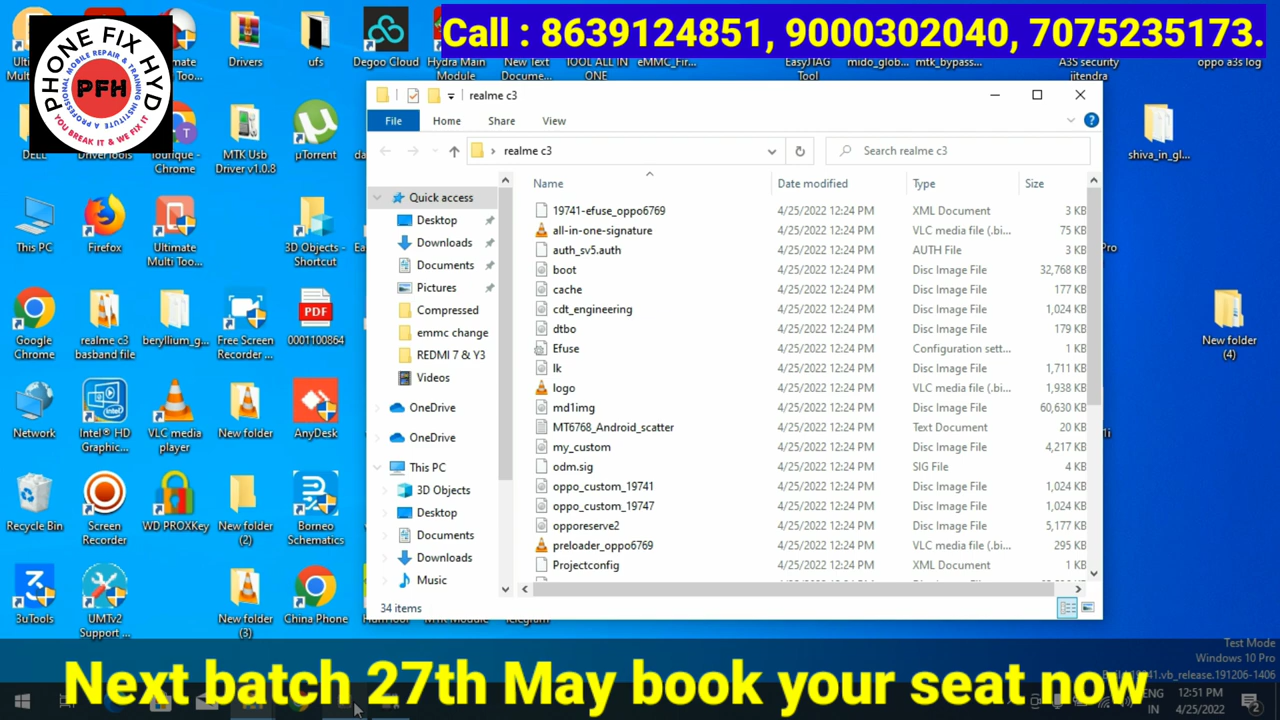 Call : 8639124851, 9000302040, 7075235173.
PHONE FIX HYD
A PROFESSIONAL MOBILE REPAIR & TRAINING INSTITUTE
PFH
YOU BREAK IT & WE FIX IT
Drivers
ufs
Degoo Cloud
Hydra Main Module
New Text Docume...
TOOL ALL IN ONE
eMMC_Fir...
EasyJTAG Tool
mido_glob...
mtk_bypass...
A3S security jitendra
oppo a3s log
DELL
Chrome
MTK Usb Driver v1.0.8
µTorrent
shiva_in_gl...
This PC
Firefox
Ultimate Multi Too...
3D Objects - Shortcut
Google Chrome
realme c3 basband file
beryllium_g...
Free Screen Recorder ...
0001100864
New folder (4)
Network
Intel® HD Graphic...
VLC media player
New folder
AnyDesk
Recycle Bin
Screen Recorder
WD PROXKey
New folder (2)
Borneo Schematics
3uTools
UMTv2 Support ...
New folder (3)
China Phone
realme c3
File Home Share View
realme c3
Search realme c3
Quick access
Desktop
Downloads
Documents
Pictures
Compressed
emmc change
REDMI 7 & Y3
Videos
OneDrive
OneDrive
This PC
3D Objects
Desktop
Documents
Downloads
Music
Name Date modified Type Size
19741-efuse_oppo6769 4/25/2022 12:24 PM XML Document 3 KB
all-in-one-signature 4/25/2022 12:24 PM VLC media file (.bi... 75 KB
auth_sv5.auth 4/25/2022 12:24 PM AUTH File 3 KB
boot 4/25/2022 12:24 PM Disc Image File 32,768 KB
cache 4/25/2022 12:24 PM Disc Image File 177 KB
cdt_engineering 4/25/2022 12:24 PM Disc Image File 1,024 KB
dtbo 4/25/2022 12:24 PM Disc Image File 179 KB
Efuse 4/25/2022 12:24 PM Configuration sett... 1 KB
lk 4/25/2022 12:24 PM Disc Image File 1,711 KB
logo 4/25/2022 12:24 PM VLC media file (.bi... 1,938 KB
md1img 4/25/2022 12:24 PM Disc Image File 60,630 KB
MT6768_Android_scatter 4/25/2022 12:24 PM Text Document 20 KB
my_custom 4/25/2022 12:24 PM Disc Image File 4,217 KB
odm.sig 4/25/2022 12:24 PM SIG File 4 KB
oppo_custom_19741 4/25/2022 12:24 PM Disc Image File 1,024 KB
oppo_custom_19747 4/25/2022 12:24 PM Disc Image File 1,024 KB
opporeserve2 4/25/2022 12:24 PM Disc Image File 5,177 KB
preloader_oppo6769 4/25/2022 12:24 PM VLC media file (.bi... 295 KB
Projectconfig 4/25/2022 12:24 PM XML Document 1 KB
34 items
Test Mode
Windows 10 Pro
Next batch 27th May book your seat now
ENG
IN
12:51 PM
4/25/2022
2